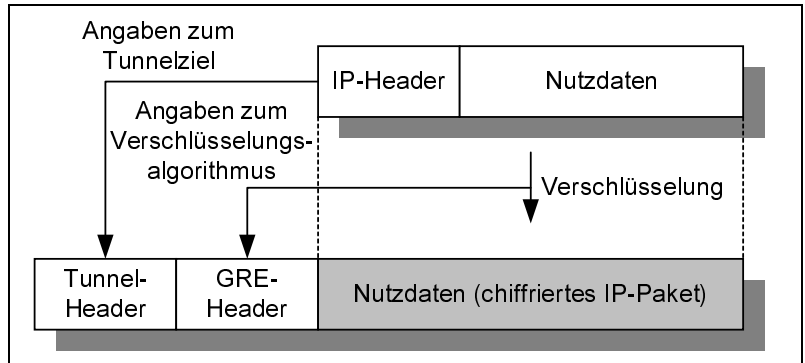 Angaben zum
Tunnelziel
IP-Header
Nutzdaten
Angaben zum
Verschlüsselungs-
algorithmus
Verschlüsselung
Tunnel-
Header
GRE-
Header
Nutzdaten (chiffriertes IP-Paket)